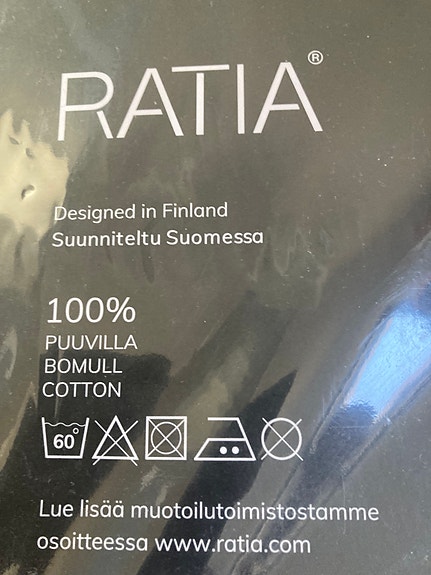 RATIA®
Designed in Finland
Suunniteltu Suomessa
100%
PUUVILLA
BOMULL
COTTON
60°
Lue lisää muotoilutoimistostamme
osoitteessa www.ratia.com